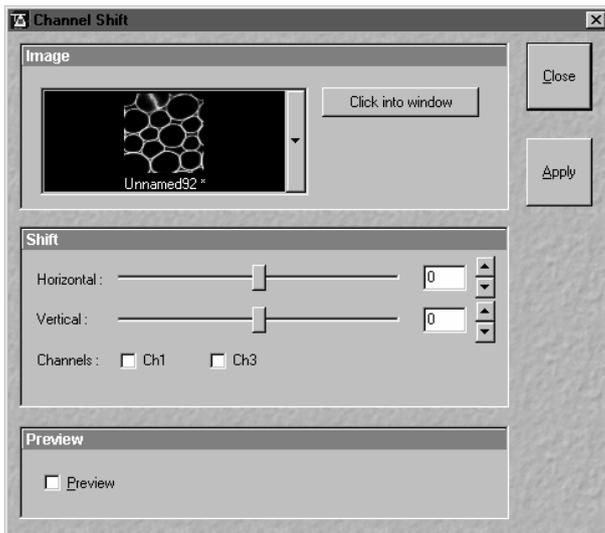 Channel Shift
Image
Click into window
Unnamed92 *
Close
Apply
Shift
Horizontal :
0
Vertical :
0
Channels :
Ch1
Ch3
Preview
Preview